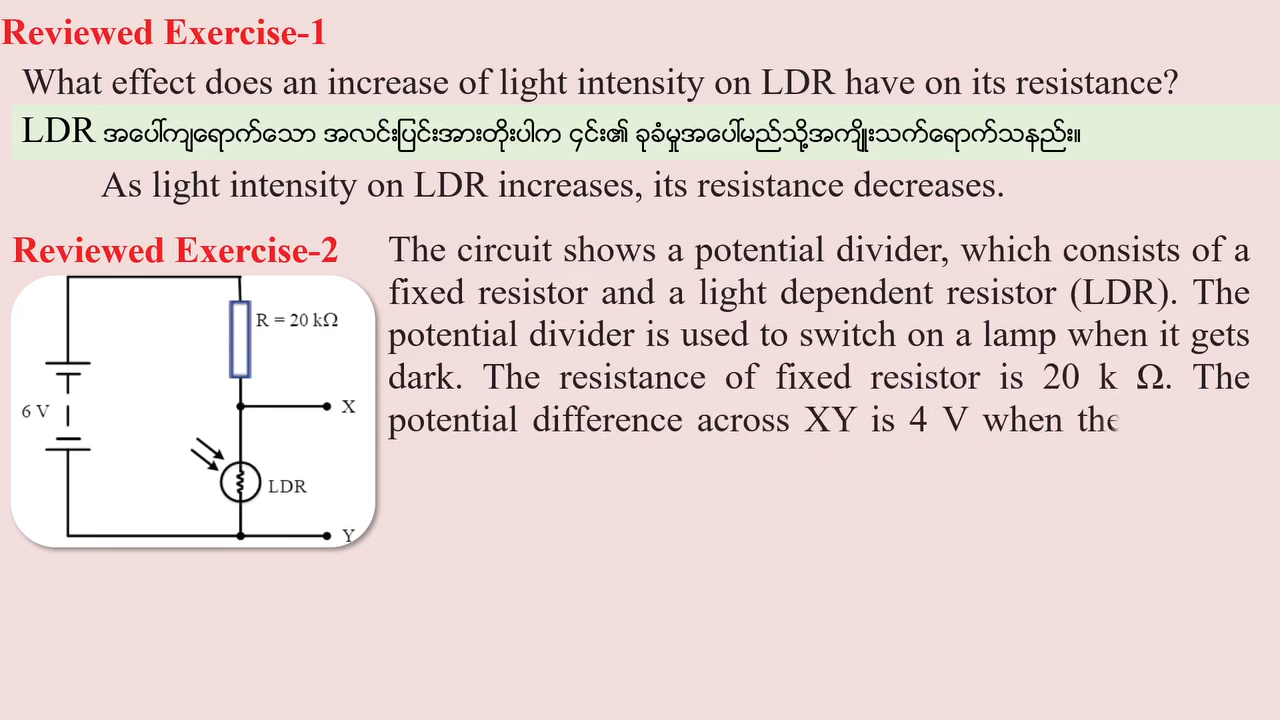 Reviewed Exercise-1
What effect does an increase of light intensity on LDR have on its resistance?
LDR အပေါ်ကျရောက်သော အလင်းပြင်းအားတိုးပါက ၄င်း၏ ခုခံမှုအပေါ်မည်သို့အကျိုးသက်ရောက်သနည်း။
As light intensity on LDR increases, its resistance decreases.
Reviewed Exercise-2
The circuit shows a potential divider, which consists of a
fixed resistor and a light dependent resistor (LDR). The
potential divider is used to switch on a lamp when it gets
dark. The resistance of fixed resistor is 20 k Ω. The
potential difference across XY is 4 V when the
R = 20 kΩ
6 V
X
LDR
Y